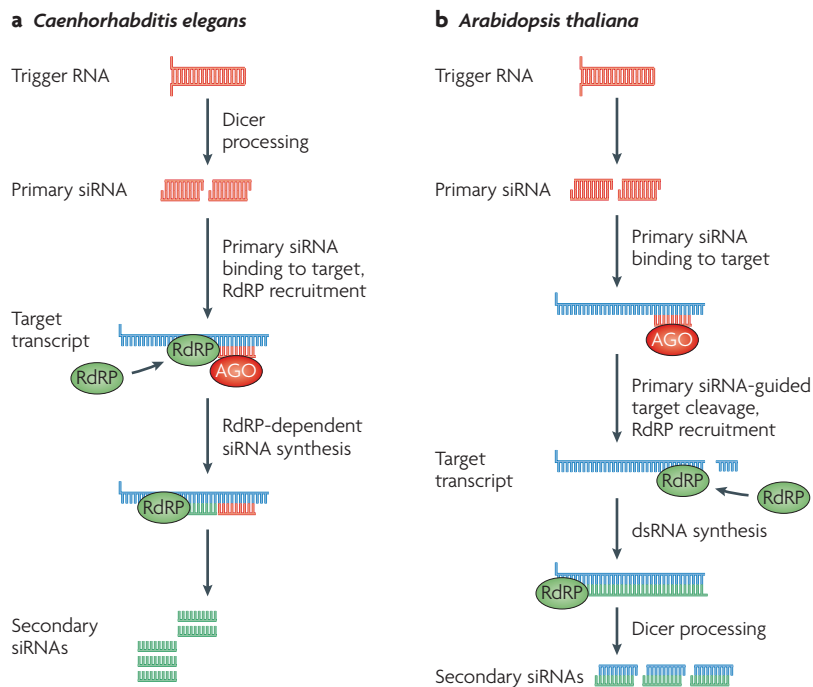 a Caenhorhabditis elegans
Trigger RNA
Dicer
processing
Primary siRNA
Primary siRNA
binding to target,
RdRP recruitment
Target
transcript
RdRP
RdRP
AGO
RdRP-dependent
siRNA synthesis
RdRP
Secondary
siRNAs
b Arabidopsis thaliana
Trigger RNA
Primary siRNA
Primary siRNA
binding to target
AGO
Primary siRNA-guided
target cleavage,
RdRP recruitment
Target
transcript
RdRP
RdRP
dsRNA synthesis
RdRP
Dicer processing
Secondary siRNAs